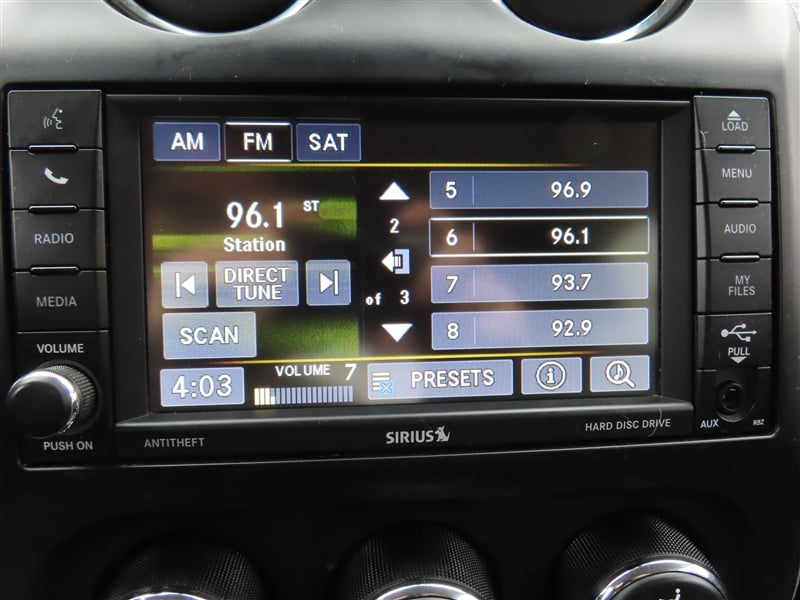 AM FM SAT
96.1 ST
Station
DIRECT
TUNE
SCAN
4:03
VOLUME 7
2
of 3
5 96.9
6 96.1
7 93.7
8 92.9
PRESETS
i
RADIO
MEDIA
VOLUME
PUSH ON
ANTITHEFT
SIRIUS
HARD DISC DRIVE
LOAD
MENU
AUDIO
MY
FILES
PULL
AUX RBZ